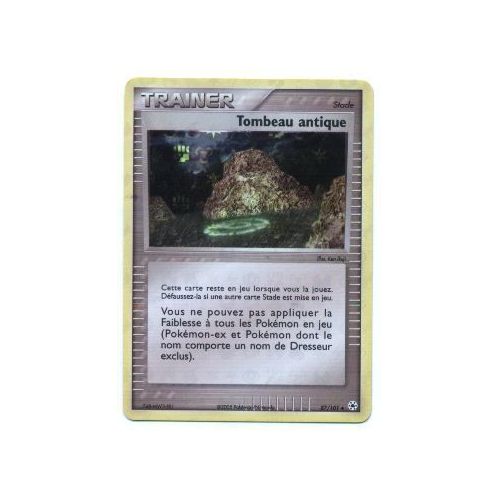 TRAINER
Stade
Tombeau antique
Cette carte reste en jeu lorsque vous la jouez.
Défaussez-la si une autre carte Stade est mise en jeu.
Vous ne pouvez pas appliquer la
Faiblesse à tous les Pokémon en jeu
(Pokémon-ex et Pokémon dont le
nom comporte un nom de Dresseur
exclus).
87/101